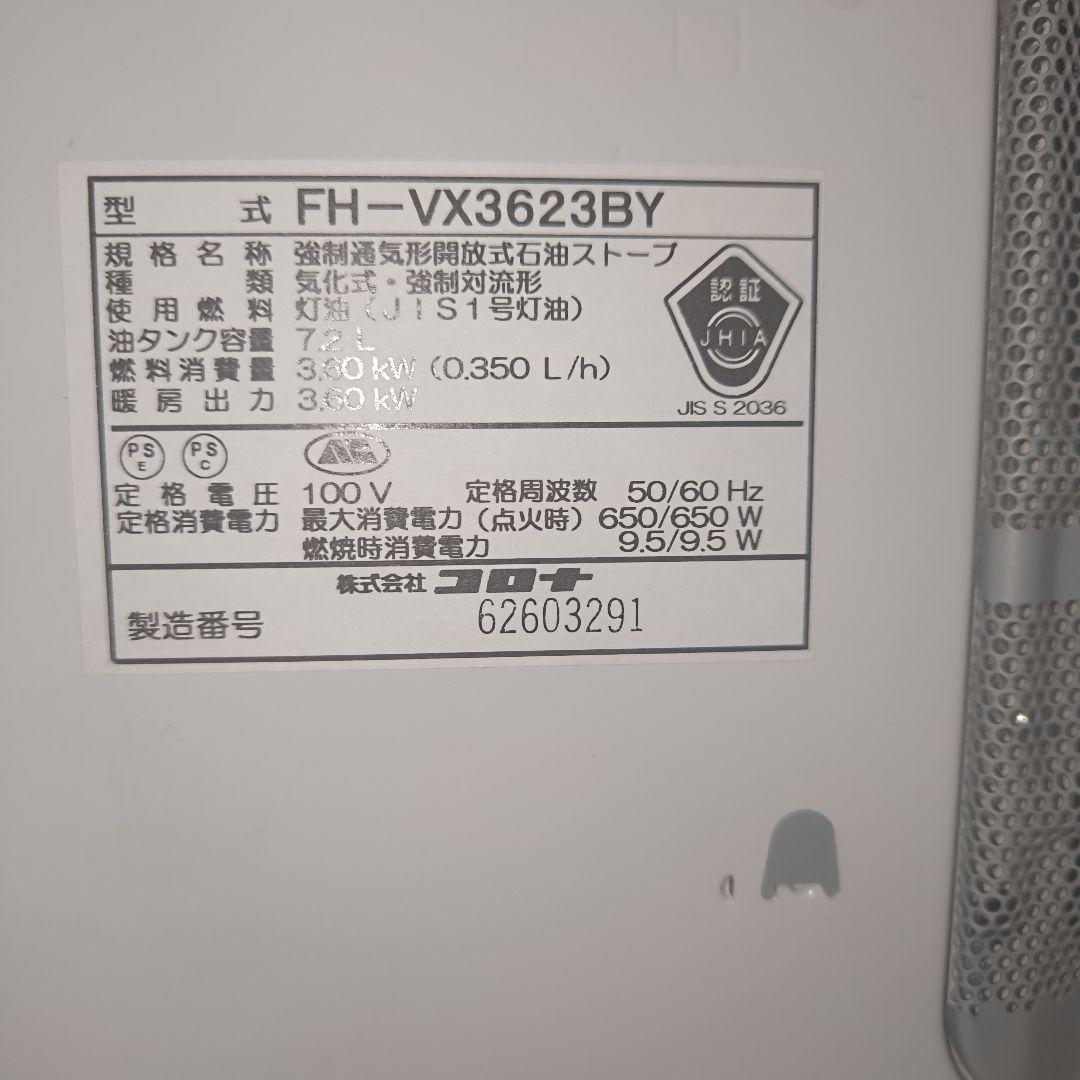 型式 FH-VX3623BY
規格名称 強制通気形開放式石油ストーブ
種類 気化式・強制対流形
使用燃料 灯油(JIS1号灯油)
油タンク容量 7.2 L
燃料消費量 3.60 kW (0.350 L/h)
暖房出力 3.60 kW
認証
JHIA
JIS S 2036
PS E PS C
定格電圧 100 V 定格周波数 50/60 Hz
定格消費電力 最大消費電力(点火時) 650/650 W
燃焼時消費電力 9.5/9.5 W
株式会社 コロナ
製造番号 62603291